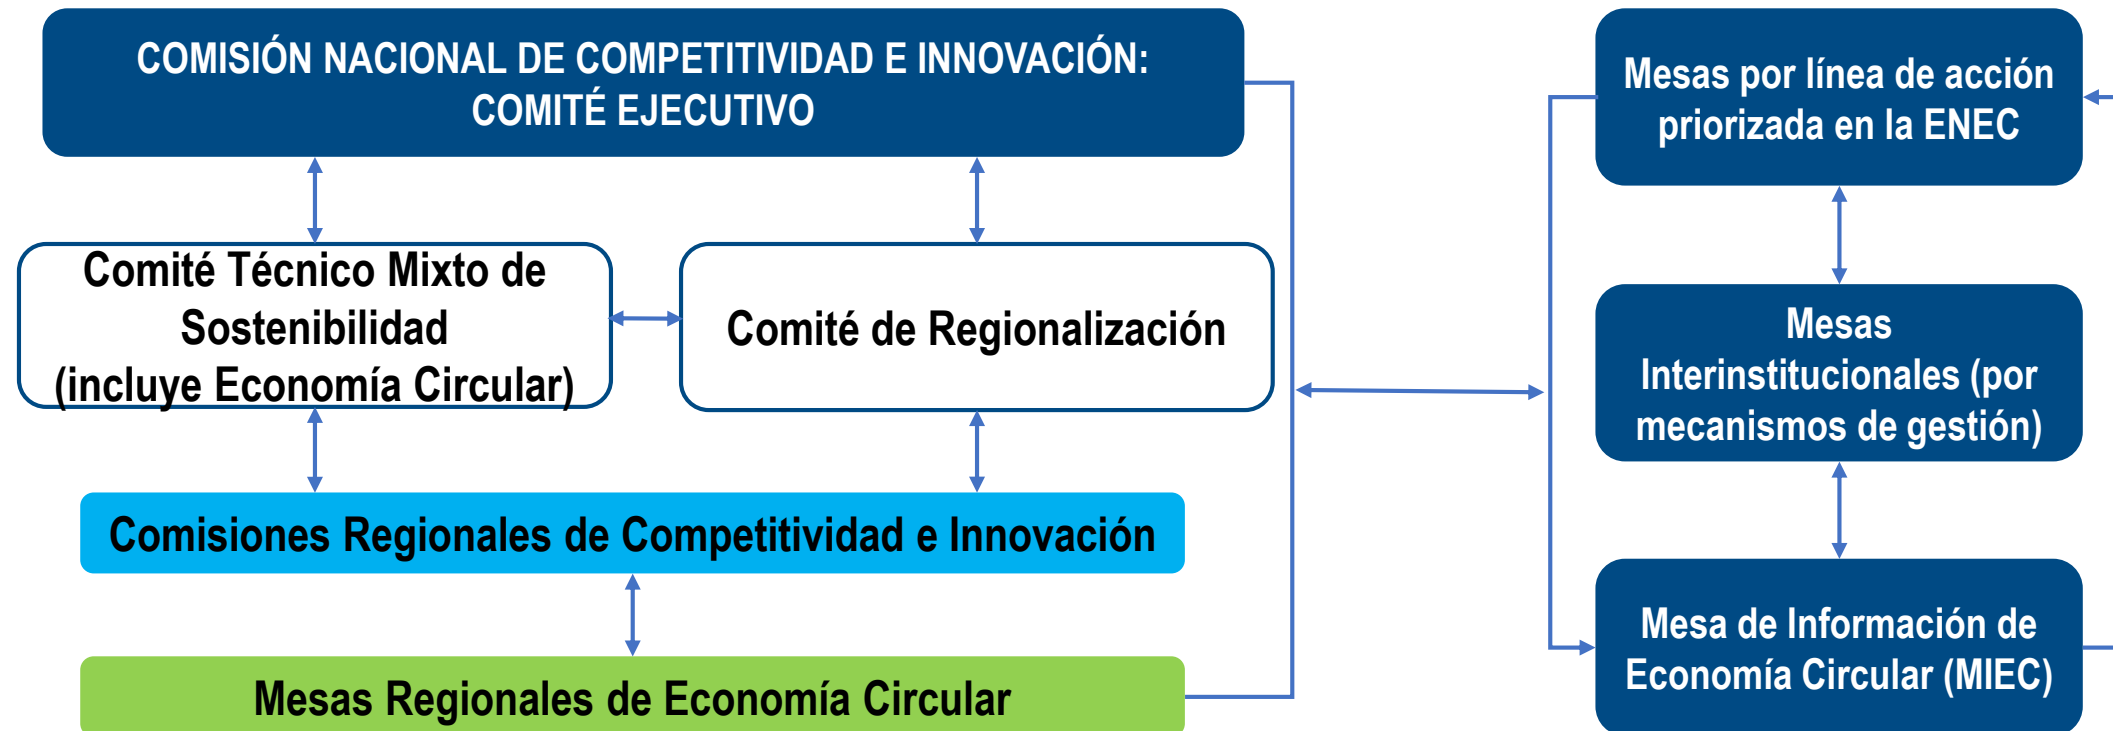 COMISIÓN NACIONAL DE COMPETITIVIDAD E INNOVACIÓN:
COMITÉ EJECUTIVO
Comité Técnico Mixto de
Sostenibilidad
(incluye Economía Circular)
Comité de Regionalización
Comisiones Regionales de Competitividad e Innovación
Mesas Regionales de Economía Circular
Mesas por línea de acción
priorizada en la ENEC
Mesas
Interinstitucionales (por
mecanismos de gestión)
Mesa de Información de
Economía Circular (MIEC)